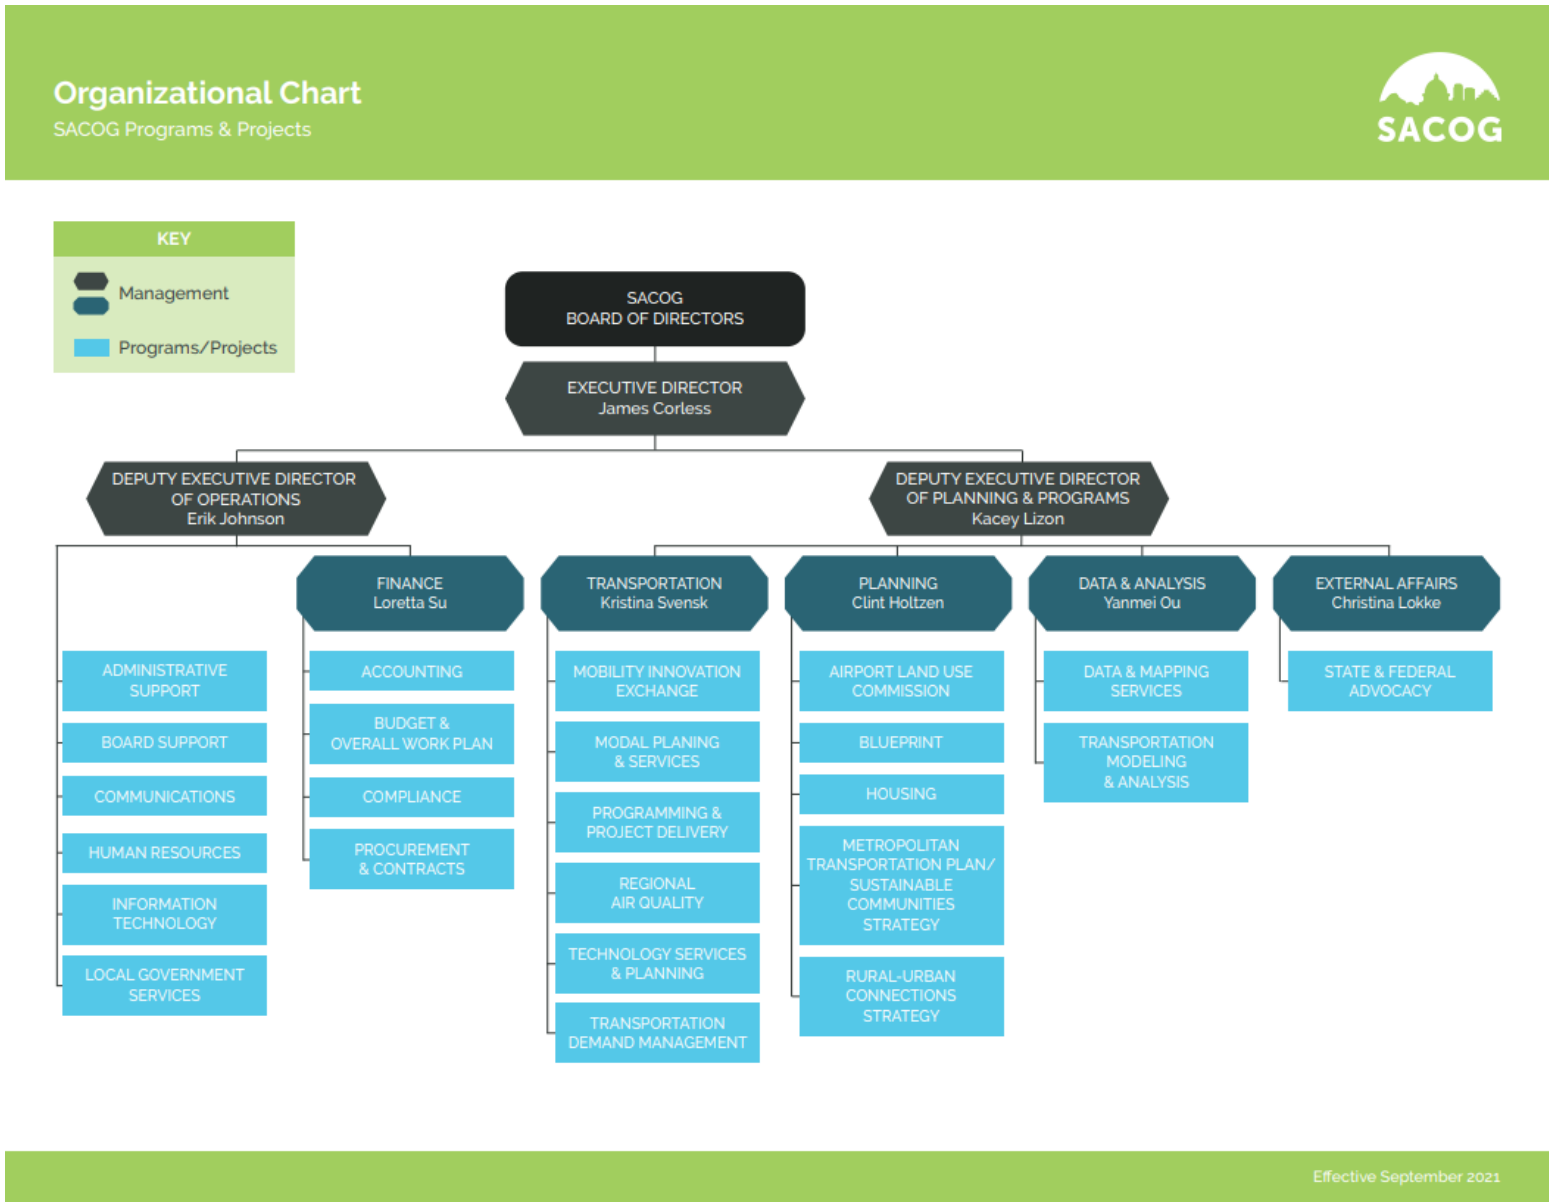 Organizational Chart
SACOG Programs & Projects
SACOG
KEY
Management
Programs/Projects
SACOG
BOARD OF DIRECTORS
EXECUTIVE DIRECTOR
James Corless
DEPUTY EXECUTIVE DIRECTOR
OF OPERATIONS
Erik Johnson
DEPUTY EXECUTIVE DIRECTOR
OF PLANNING & PROGRAMS
Kacey Lizon
FINANCE
Loretta Su
TRANSPORTATION
Kristina Svensk
PLANNING
Clint Holtzen
DATA & ANALYSIS
Yanmei Ou
EXTERNAL AFFAIRS
Christina Lokke
ADMINISTRATIVE
SUPPORT
BOARD SUPPORT
COMMUNICATIONS
HUMAN RESOURCES
INFORMATION
TECHNOLOGY
LOCAL GOVERNMENT
SERVICES
ACCOUNTING
BUDGET &
OVERALL WORK PLAN
COMPLIANCE
PROCUREMENT
& CONTRACTS
MOBILITY INNOVATION
EXCHANGE
MODAL PLANING
& SERVICES
PROGRAMMING &
PROJECT DELIVERY
REGIONAL
AIR QUALITY
TECHNOLOGY SERVICES
& PLANNING
TRANSPORTATION
DEMAND MANAGEMENT
AIRPORT LAND USE
COMMISSION
BLUEPRINT
HOUSING
METROPOLITAN
TRANSPORTATION PLAN/
SUSTAINABLE
COMMUNITIES
STRATEGY
RURAL-URBAN
CONNECTIONS
STRATEGY
DATA & MAPPING
SERVICES
TRANSPORTATION
MODELING
& ANALYSIS
STATE & FEDERAL
ADVOCACY
Effective September 2021